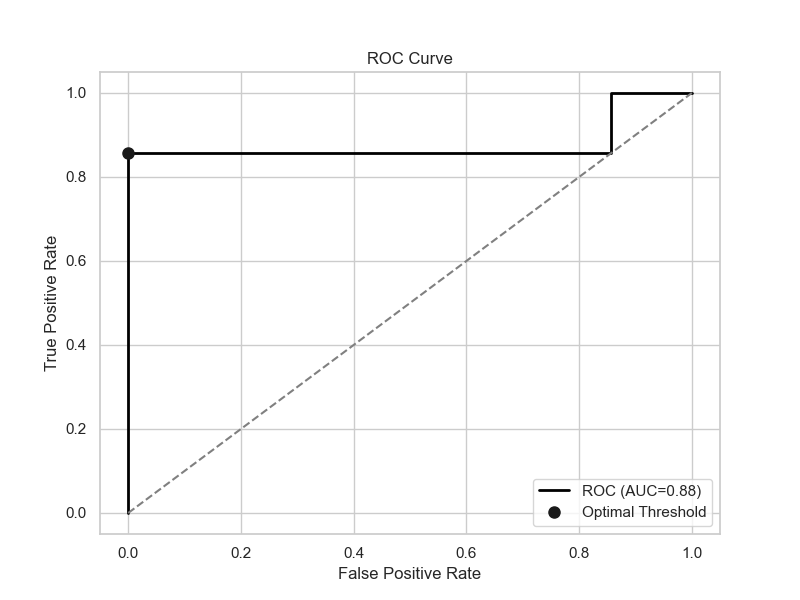 ROC Curve
True Positive Rate
1.0
0.8
0.6
0.4
0.2
0.0
ROC (AUC=0.88)
Optimal Threshold
0.0 0.2 0.4 0.6 0.8 1.0
False Positive Rate